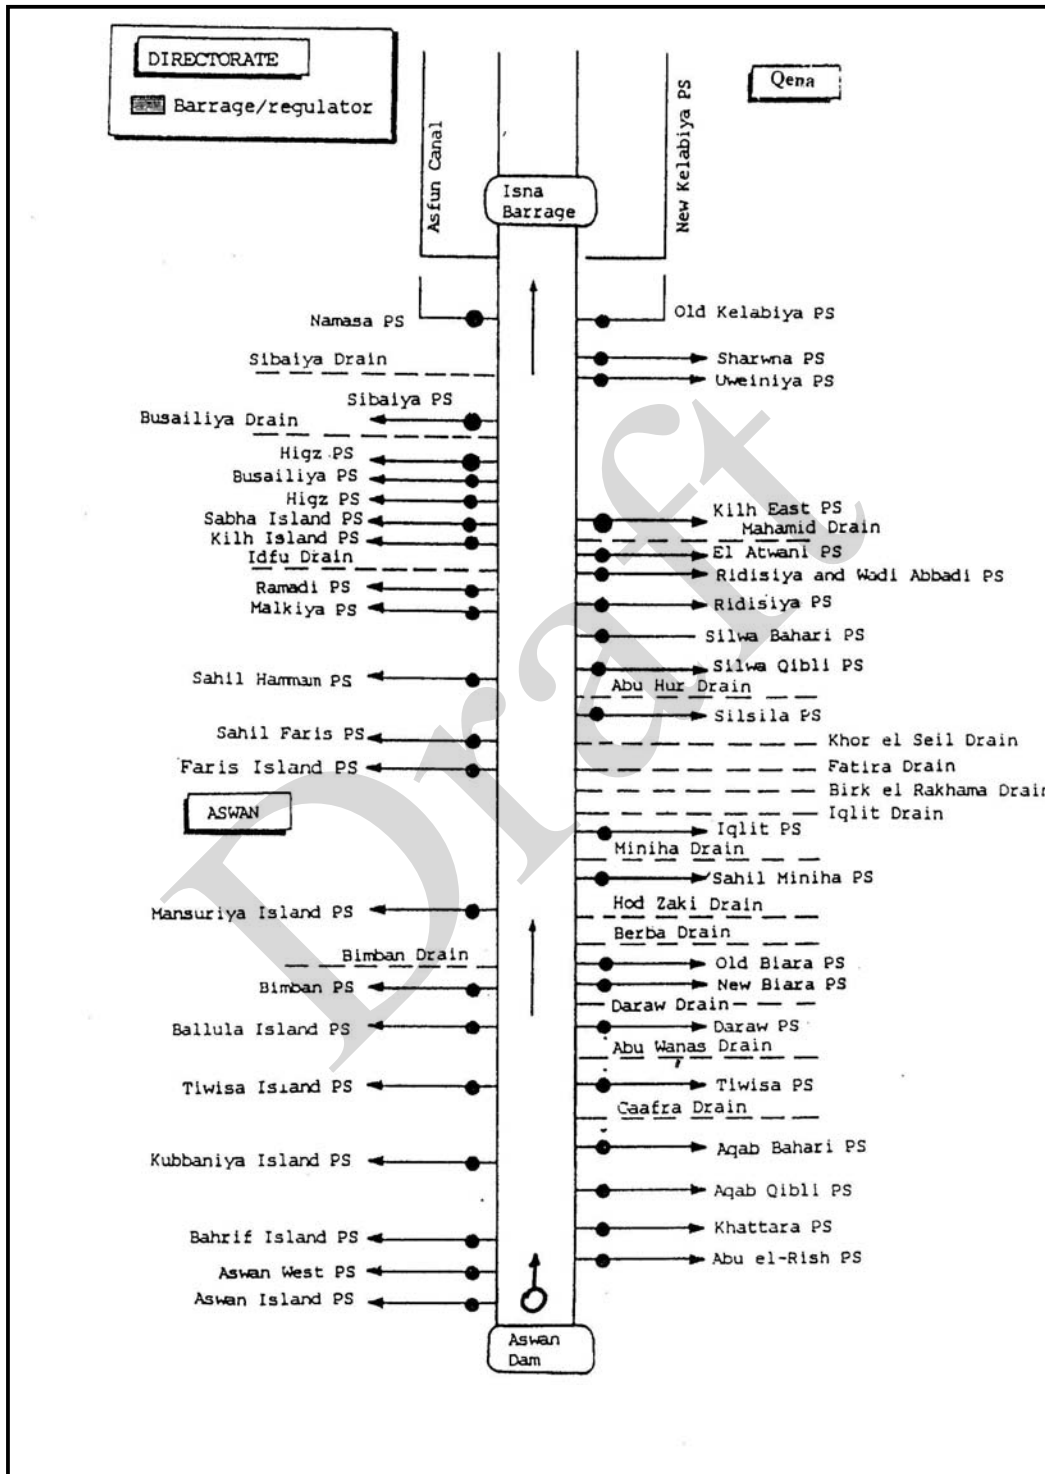 DIRECTORATE
Barrage/regulator
Qena
Asfun Canal
New Kelabiya PS
Isna
Barrage
Namasa PS
Old Kelabiya PS
Sibaiya Drain
Sharwna PS
Uweiniya PS
Sibaiya PS
Busailiya Drain
Higz PS
Busailiya PS
Higz PS
Sabha Island PS
Kilh Island PS
Idfu Drain
Ramadi PS
Malkiya PS
Kilh East PS
Mahamid Drain
El Atwani PS
Ridisiya and Wadi Abbadi PS
Ridisiya PS
Silwa Bahari PS
Silwa Qibli PS
Abu Hur Drain
Silsila PS
Sahil Hammam PS
Sahil Faris PS
Faris Island PS
Khor el Seil Drain
Fatira Drain
Birk el Rakhama Drain
Iqlit Drain
ASWAN
Iqlit PS
Miniha Drain
Sahil Miniha PS
Mansuriya Island PS
Hod Zaki Drain
Berba Drain
Bimban Drain
Old Biara PS
Bimban PS
New Biara PS
Daraw Drain
Ballula Island PS
Daraw PS
Abu Wanas Drain
Tiwisa Island PS
Tiwisa PS
Gaafra Drain
Kubbaniya Island PS
Aqab Bahari PS
Aqab Qibli PS
Bahrif Island PS
Khattara PS
Aswan West PS
Abu el-Rish PS
Aswan Island PS
Aswan
Dam
Draft